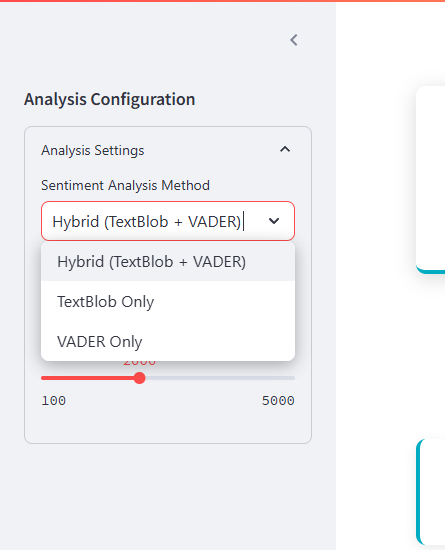 Analysis Configuration
Analysis Settings
Sentiment Analysis Method
Hybrid (TextBlob + VADER)
Hybrid (TextBlob + VADER)
TextBlob Only
VADER Only
2000
100 5000